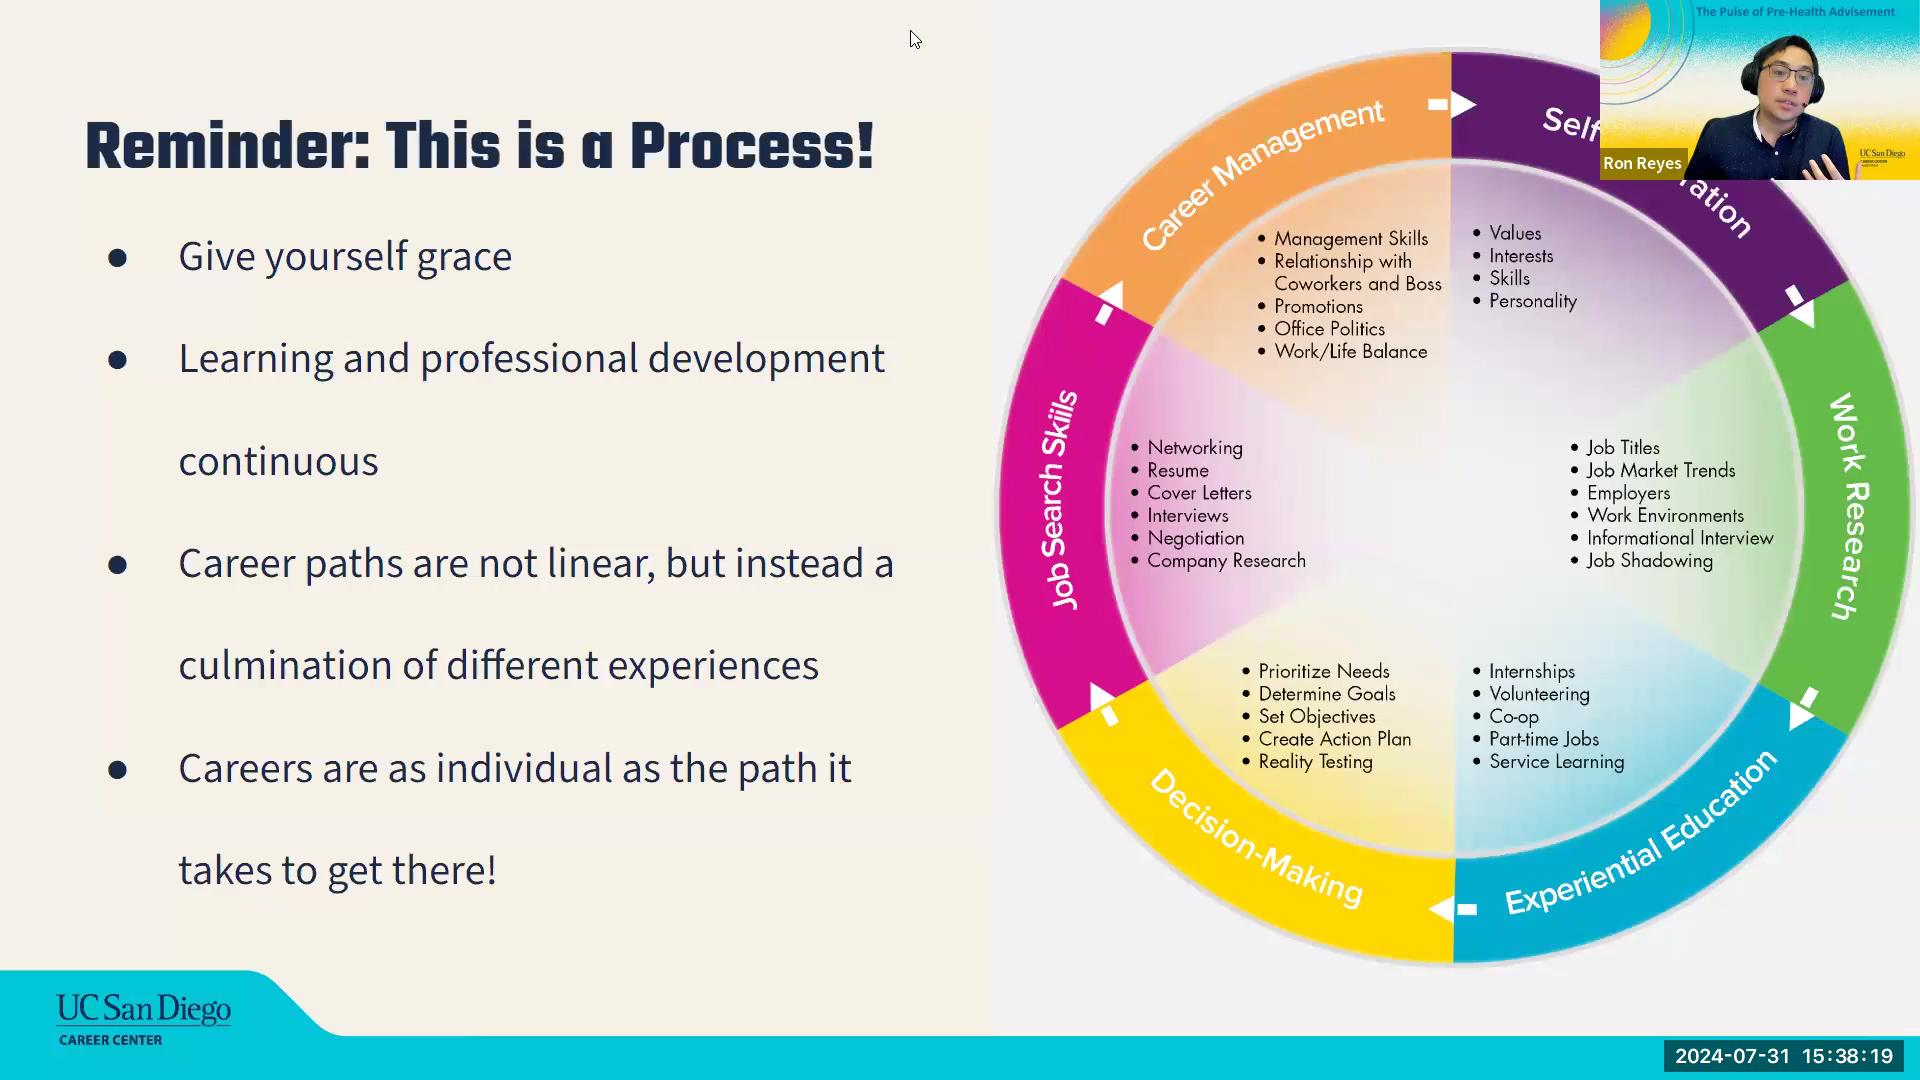 Reminder: This is a Process!
● Give yourself grace
● Learning and professional development
continuous
● Career paths are not linear, but instead a
culmination of different experiences
● Careers are as individual as the path it
takes to get there!
UC San Diego
CAREER CENTER
Career Management
• Management Skills
• Relationship with
Coworkers and Boss
• Promotions
• Office Politics
• Work/Life Balance
Self
• Values
• Interests
• Skills
• Personality
Work Research
• Job Titles
• Job Market Trends
• Employers
• Work Environments
• Informational Interview
• Job Shadowing
Experiential Education
• Internships
• Volunteering
• Co-op
• Part-time Jobs
• Service Learning
Decision-Making
• Prioritize Needs
• Determine Goals
• Set Objectives
• Create Action Plan
• Reality Testing
Job Search Skills
• Networking
• Resume
• Cover Letters
• Interviews
• Negotiation
• Company Research
The Pulse of Pre-Health Advisement
UC San Diego
Ron Reyes
2024-07-31 15:38:19